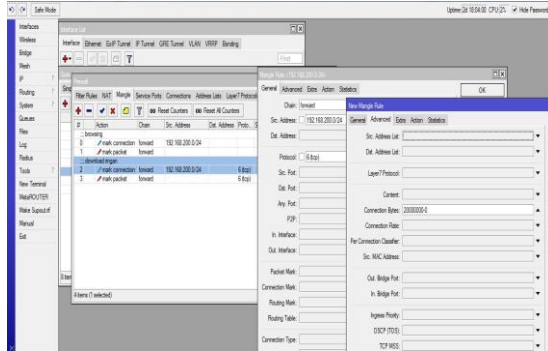 Safe Mode
Uptime: 2d 18:04:00 CPU: 2% Hide Password
Interfaces
Wireless
Bridge
Mesh
IP
Routing
System
Queues
Files
Log
Radius
Tools
New Terminal
MetaROUTER
Make Supout.rif
Manual
Exit
Interface List
Interface Ethernet EoIP Tunnel IP Tunnel GRE Tunnel VLAN VRRP Bonding
Find
Firewall
Filter Rules NAT Mangle Service Ports Connections Address Lists Layer7 Protocol
Reset Counters Reset All Counters
# Action Chain Src. Address Dst. Address Proto...
::: browsing
0 mark connection forward 192.168.200.0/24
1 mark packet forward
::: download ringan
2 mark connection forward 192.168.200.0/24 6 (tcp)
3 mark packet forward 6 (tcp)
4 items (1 selected)
Mangle Rule (192.168.200.0/24)
General Advanced Extra Action Statistics
OK
Chain: forward
Src. Address: 192.168.200.0/24
Dst. Address:
Protocol: 6 (tcp)
Src. Port:
Dst. Port:
Any. Port:
P2P:
In. Interface:
Out. Interface:
Packet Mark:
Connection Mark:
Routing Mark:
Routing Table:
Connection Type:
New Mangle Rule
General Advanced Extra Action Statistics
Src. Address List:
Dst. Address List:
Layer7 Protocol:
Content:
Connection Bytes: 20000000-0
Connection Rate:
Per Connection Classifier:
Src. MAC Address:
Out. Bridge Port:
In. Bridge Port:
Ingress Priority:
DSCP (TOS):
TCP MSS: